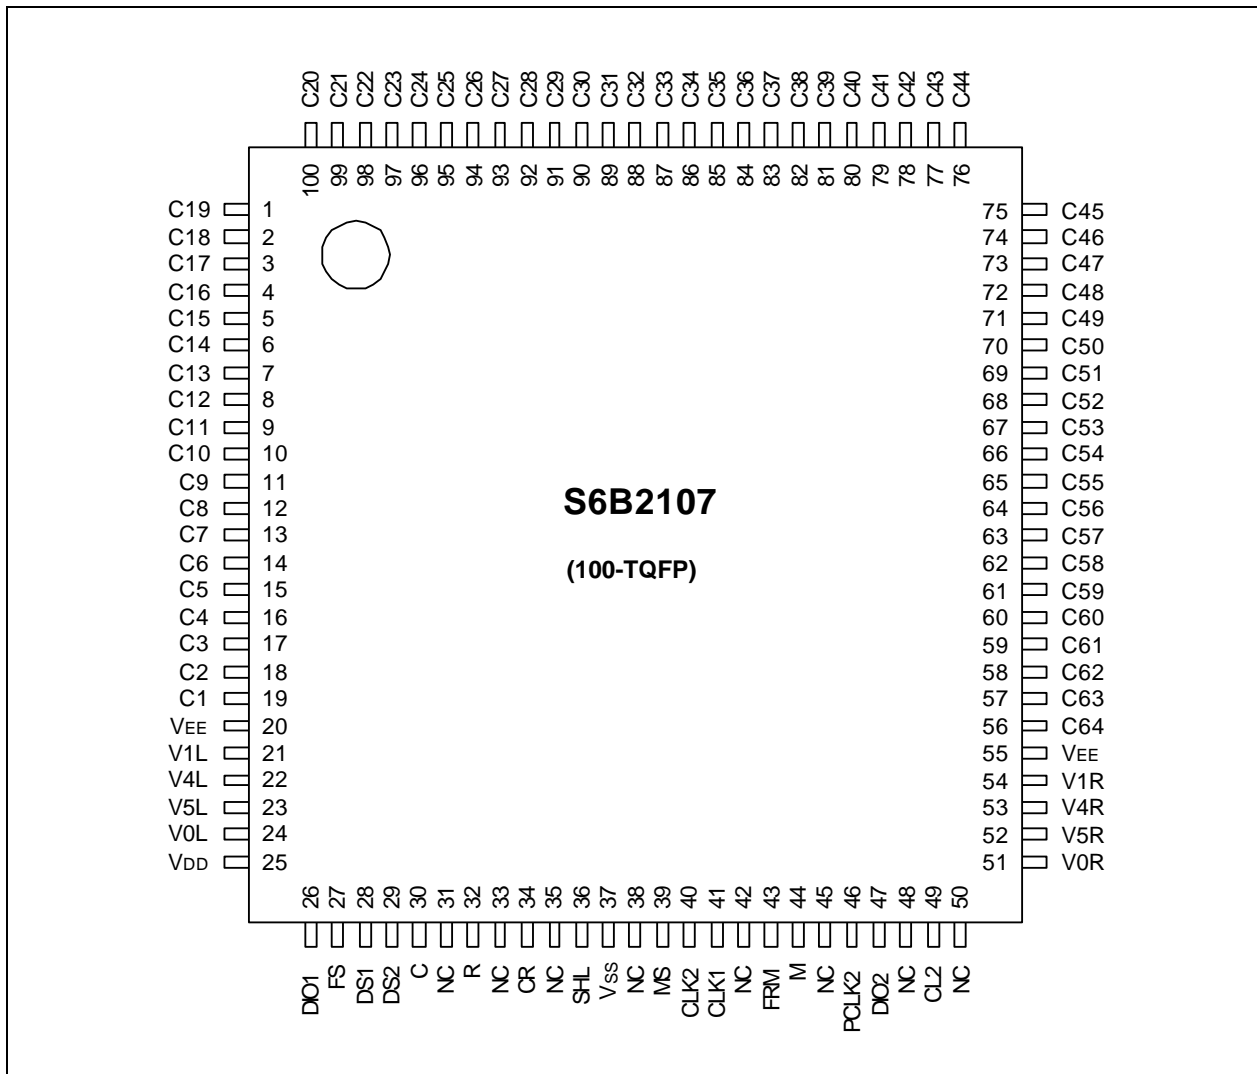 C20 C21 C22 C23 C24 C25 C26 C27 C28 C29 C30 C31 C32 C33 C34 C35 C36 C37 C38 C39 C40 C41 C42 C43 C44
100 99 98 97 96 95 94 93 92 91 90 89 88 87 86 85 84 83 82 81 80 79 78 77 76
C19 1 75 C45
C18 2 74 C46
C17 3 73 C47
C16 4 72 C48
C15 5 71 C49
C14 6 70 C50
C13 7 69 C51
C12 8 68 C52
C11 9 67 C53
C10 10 66 C54
C9 11 65 C55
S6B2107
C8 12 64 C56
C7 13 63 C57
C6 14 62 C58
(100-TQFP)
C5 15 61 C59
C4 16 60 C60
C3 17 59 C61
C2 18 58 C62
C1 19 57 C63
VEE 20 56 C64
V1L 21 55 VEE
V4L 22 54 V1R
V5L 23 53 V4R
V0L 24 52 V5R
VDD 25 51 V0R
26 27 28 29 30 31 32 33 34 35 36 37 38 39 40 41 42 43 44 45 46 47 48 49 50
DIO1 FS DS1 DS2 C NC R NC CR NC SHL VSS NC MS CLK2 CLK1 NC FRM M NC PCLK2 DIO2 NC CL2 NC